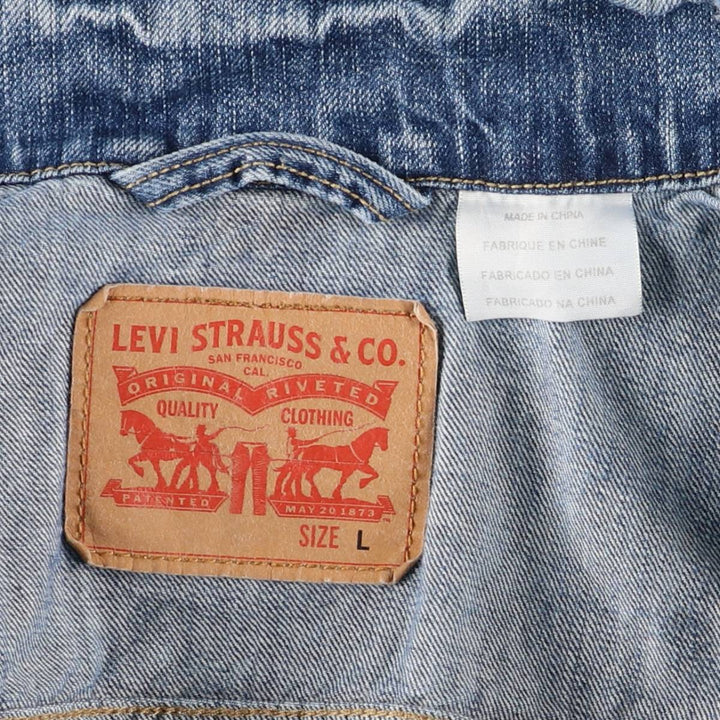 LEVI STRAUSS & CO.
SAN FRANCISCO
CAL.
ORIGINAL RIVETED
QUALITY CLOTHING
PATENTED MAY 20 1873
SIZE L
MADE IN CHINA
FABRIQUE EN CHINE
FABRICADO EN CHINA
FABRICADO NA CHINA